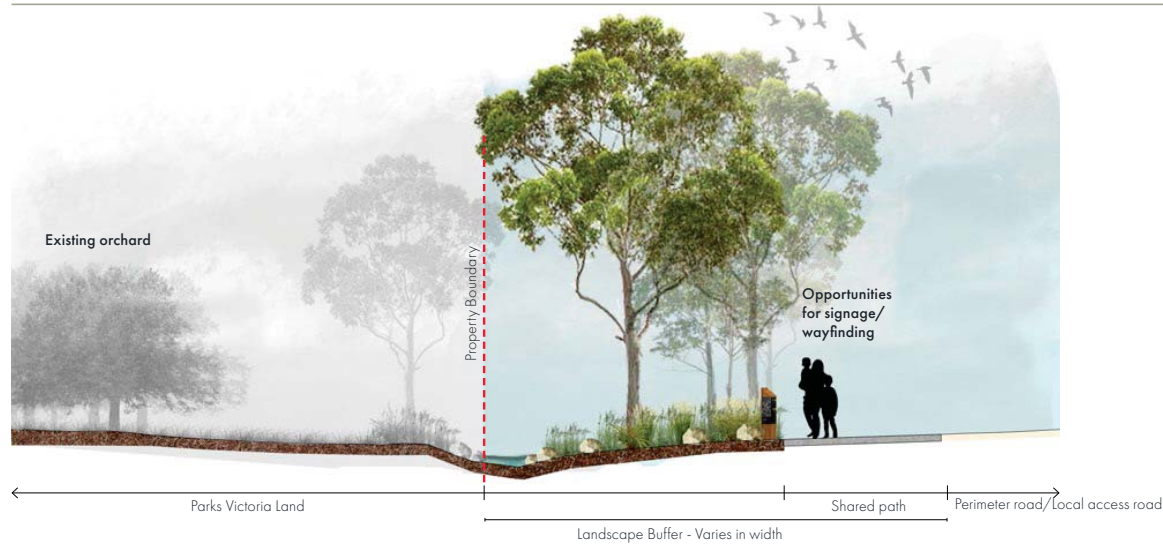 Existing orchard
Property Boundary
Opportunities
for signage/
wayfinding
Parks Victoria Land
Shared path
Perimeter road/Local access road
Landscape Buffer - Varies in width